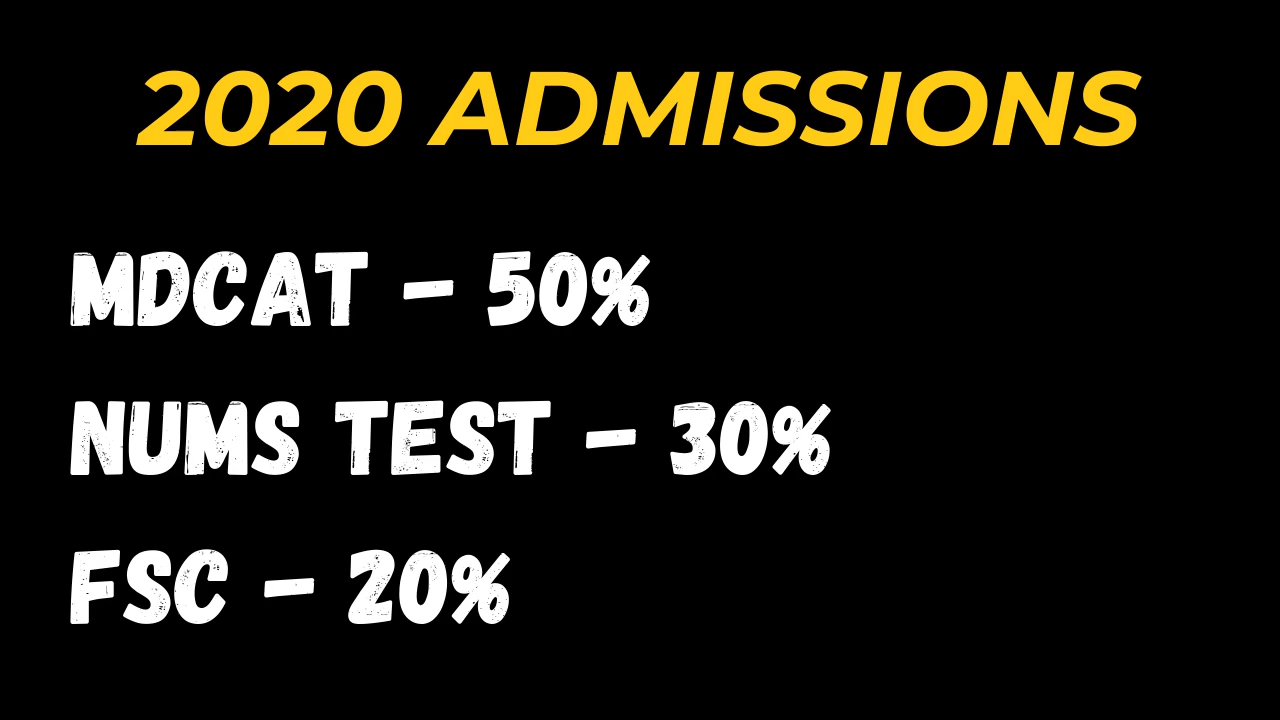 2020 ADMISSIONS
MDCAT - 50%
NUMS TEST - 30%
FSC - 20%